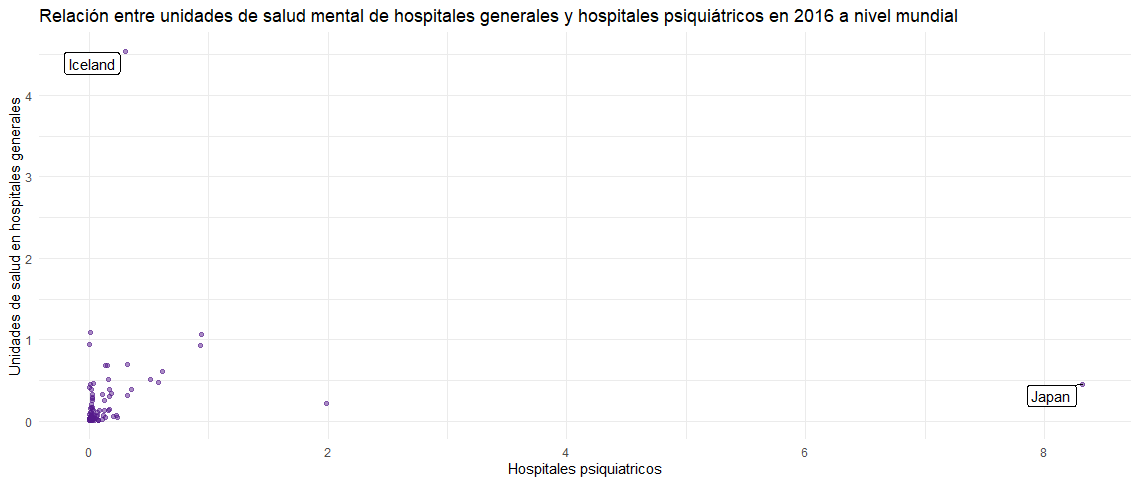 Relación entre unidades de salud mental de hospitales generales y hospitales psiquiátricos en 2016 a nivel mundial
Iceland
Unidades de salud en hospitales generales
4
3
2
1
0
Japan
0 2 4 6 8
Hospitales psiquiatricos